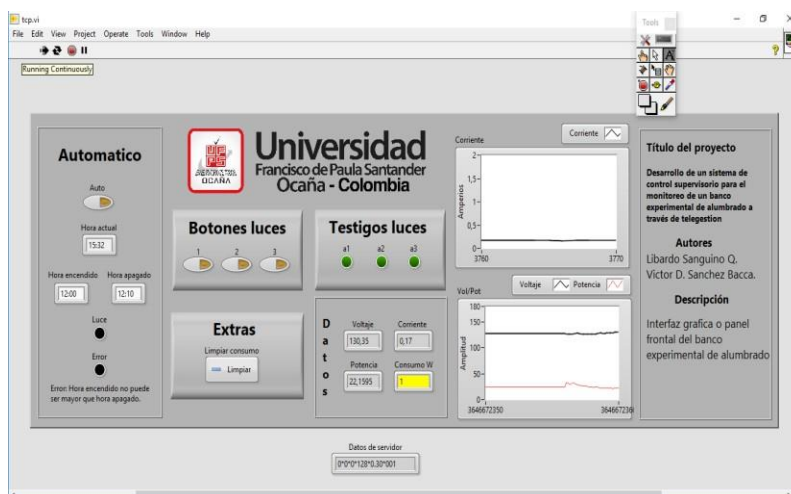 tcp.vi
File Edit View Project Operate Tools Window Help
Running Continuously
Tools
Automatico
Auto
Hora actual
15:32
Hora encendido Hora apagado
12:00 12:10
Luce
Error
Error: Hora encendido no puede
ser mayor que hora apagado.
OCAÑA
Universidad
Francisco de Paula Santander
Ocaña - Colombia
Botones luces
1 2 3
Testigos luces
a1 a2 a3
Extras
Limpiar consumo
Limpiar
Datos
Voltaje Corriente
130,35 0,17
Potencia Consumo W
22,1595 1
Corriente Corriente
Amperios
2
1,5
1
0,5
0
3760 3770
Vol/Pot Voltaje Potencia
Amplitud
180
150
100
50
0
3646672350 364667236
Título del proyecto
Desarrollo de un sistema de
control supervisorio para el
monitoreo de un banco
experimental de alumbrado a
través de telegestion
Autores
Libardo Sanguino Q.
Victor D. Sanchez Bacca.
Descripción
Interfaz grafica o panel
frontal del banco
experimental de alumbrado
Datos de servidor
0*0*0*128*0.30*001